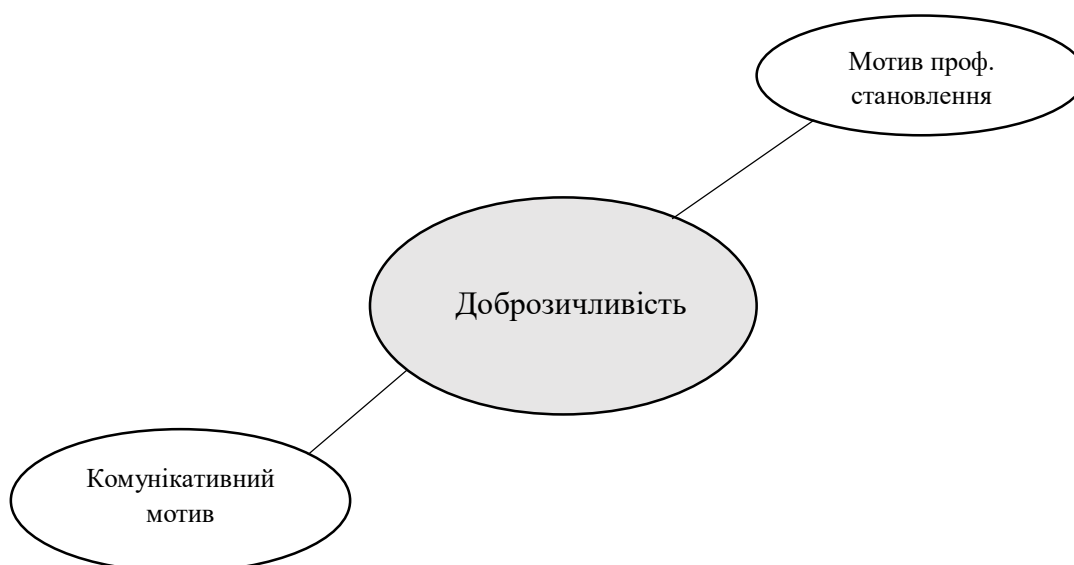 Мотив проф.
становлення
Доброзичливість
Комунікативний
мотив